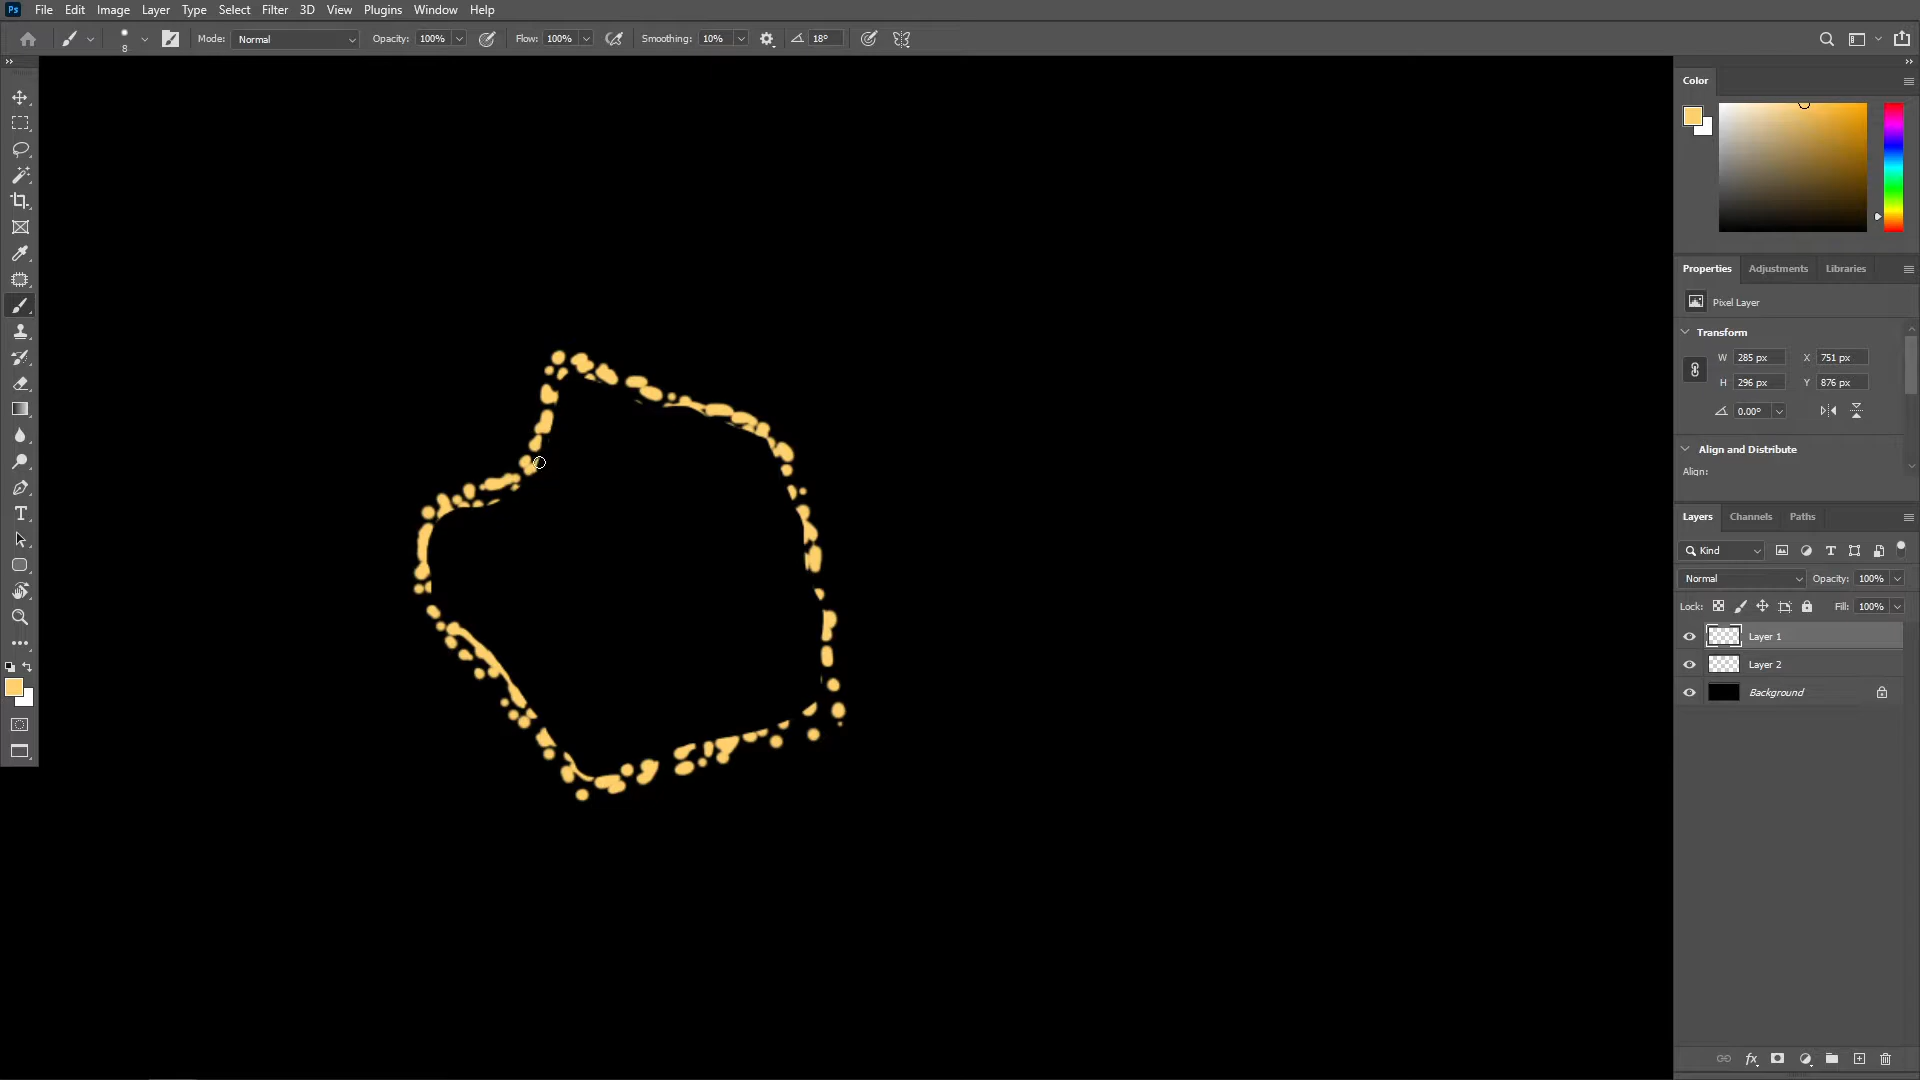 Ps File Edit Image Layer Type Select Filter 3D View Plugins Window Help
8 Mode: Normal Opacity: 100% Flow: 100% Smoothing: 10% 18°
Color
Properties Adjustments Libraries
Pixel Layer
Transform
W 285 px X 751 px
H 296 px Y 876 px
0.00°
Align and Distribute
Align:
Layers Channels Paths
Kind
Normal Opacity: 100%
Lock: Fill: 100%
Layer 1
Layer 2
Background
fx